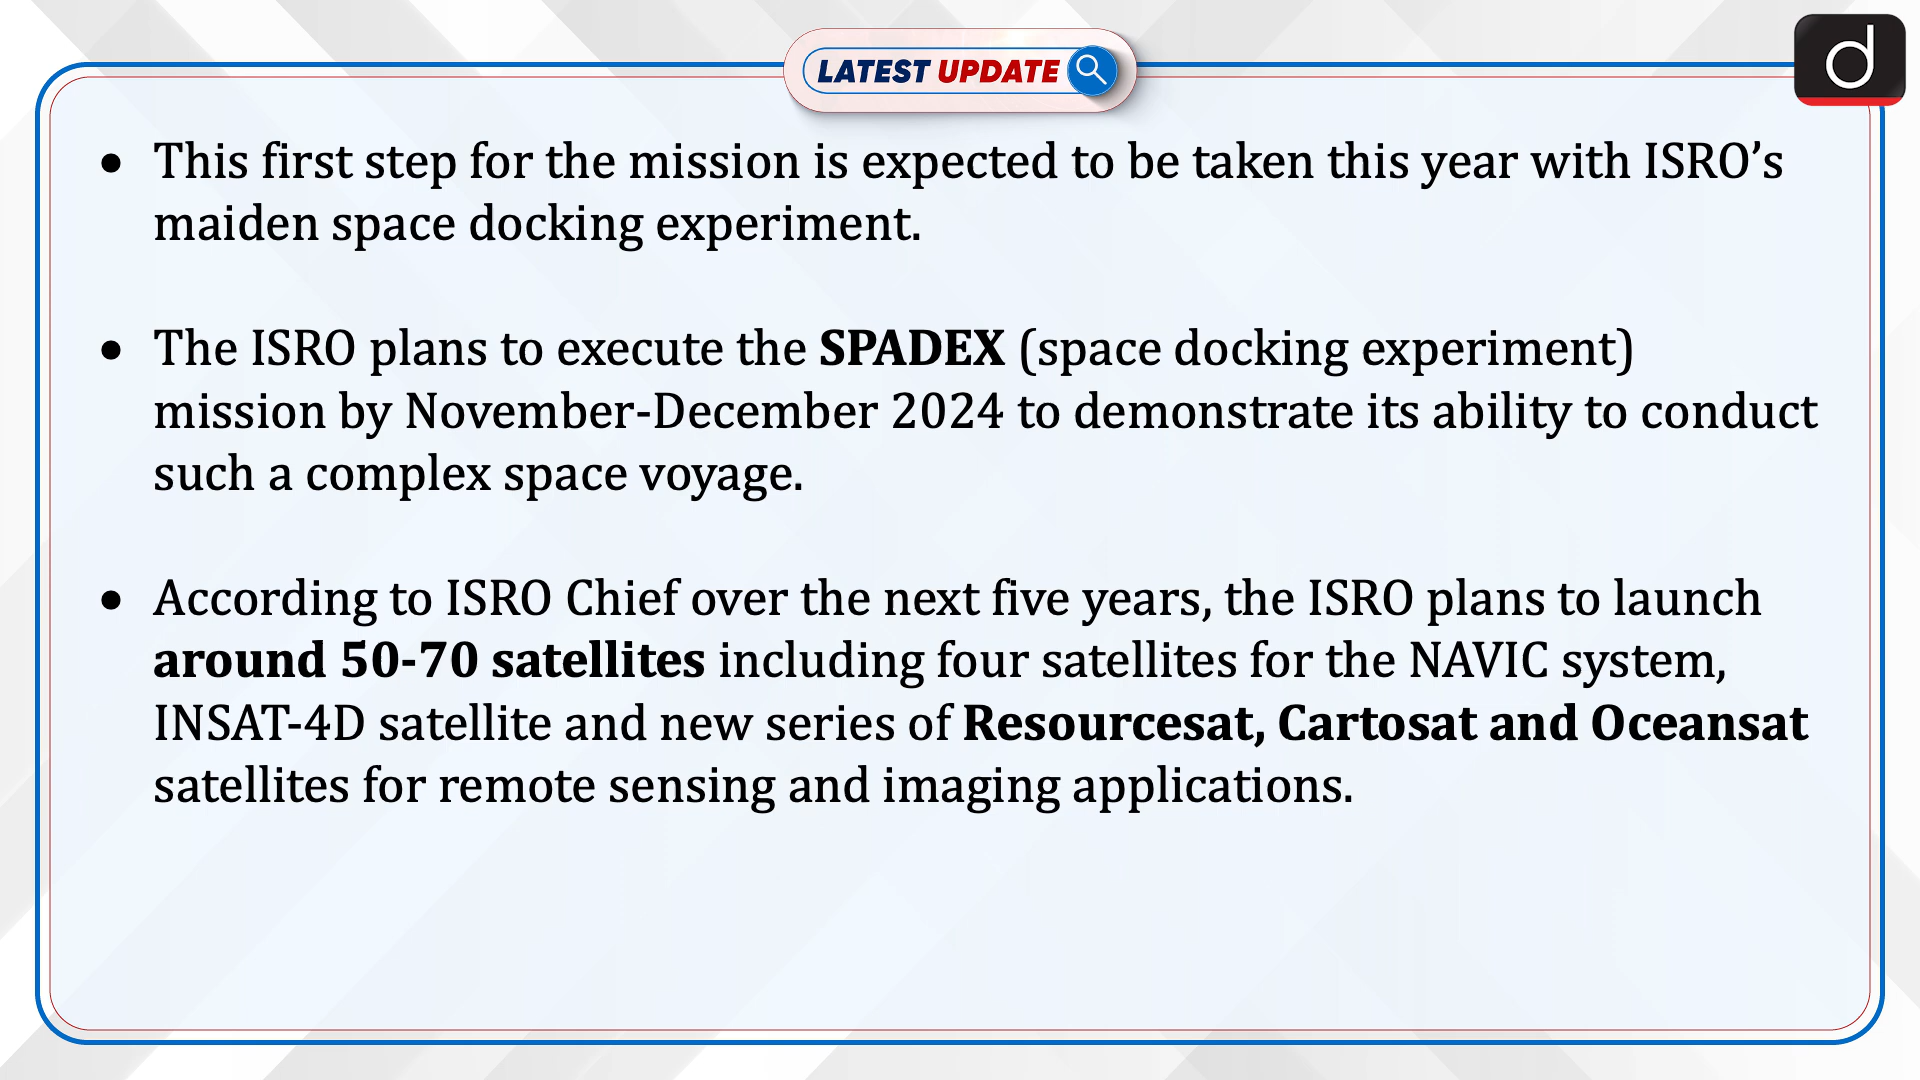 LATEST UPDATE
d
• This first step for the mission is expected to be taken this year with ISRO’s
maiden space docking experiment.
• The ISRO plans to execute the SPADEX (space docking experiment)
mission by November-December 2024 to demonstrate its ability to conduct
such a complex space voyage.
• According to ISRO Chief over the next five years, the ISRO plans to launch
around 50-70 satellites including four satellites for the NAVIC system,
INSAT-4D satellite and new series of Resourcesat, Cartosat and Oceansat
satellites for remote sensing and imaging applications.